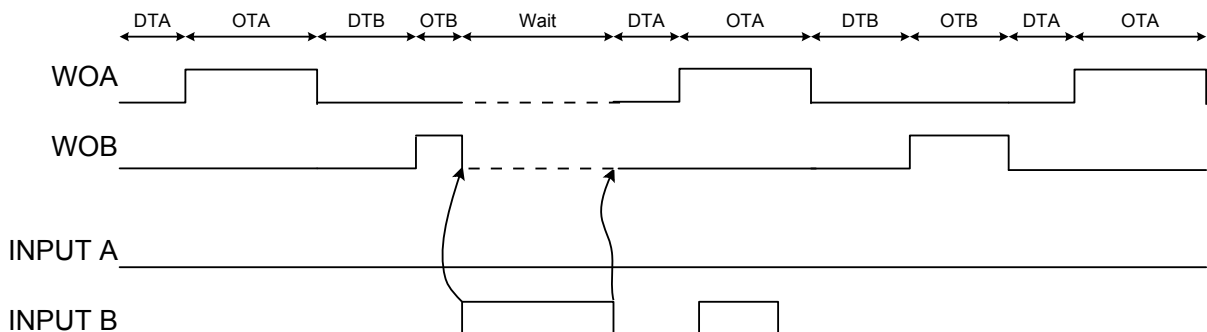 DTA OTA DTB OTB Wait DTA OTA DTB OTB DTA OTA
WOA
WOB
INPUT A
INPUT B